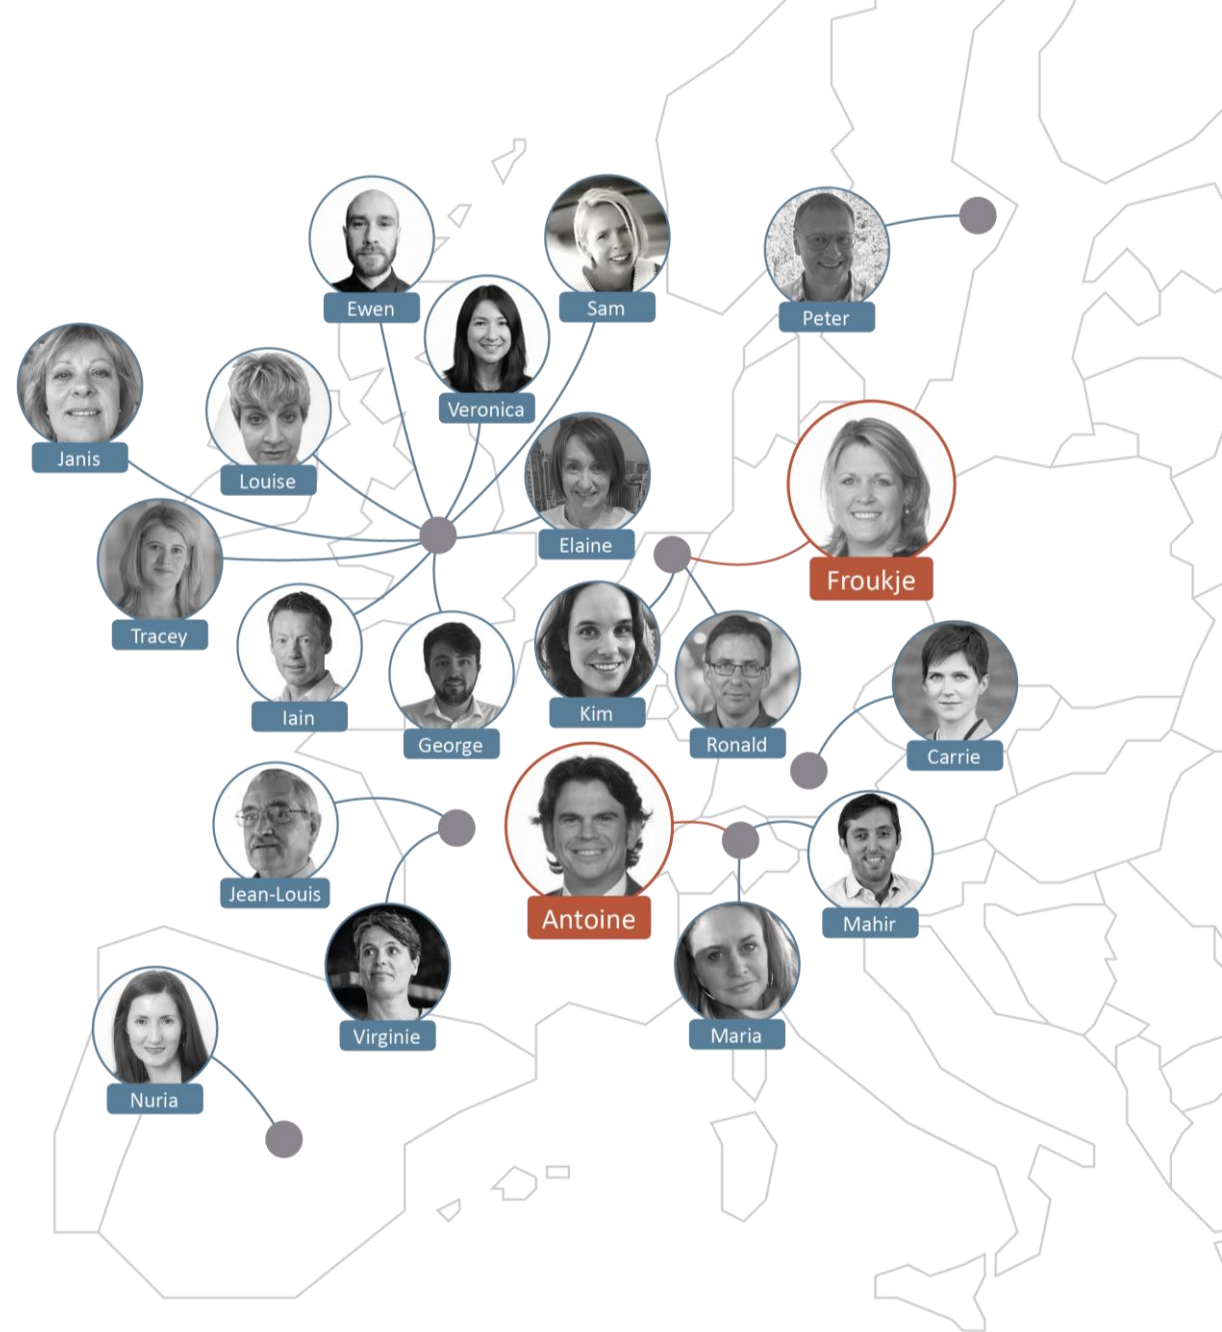 Ewen
Sam
Peter
Veronica
Janis
Louise
Elaine
Froukje
Tracey
Iain
Kim
George
Ronald
Carrie
Jean-Louis
Antoine
Mahir
Virginie
Maria
Nuria